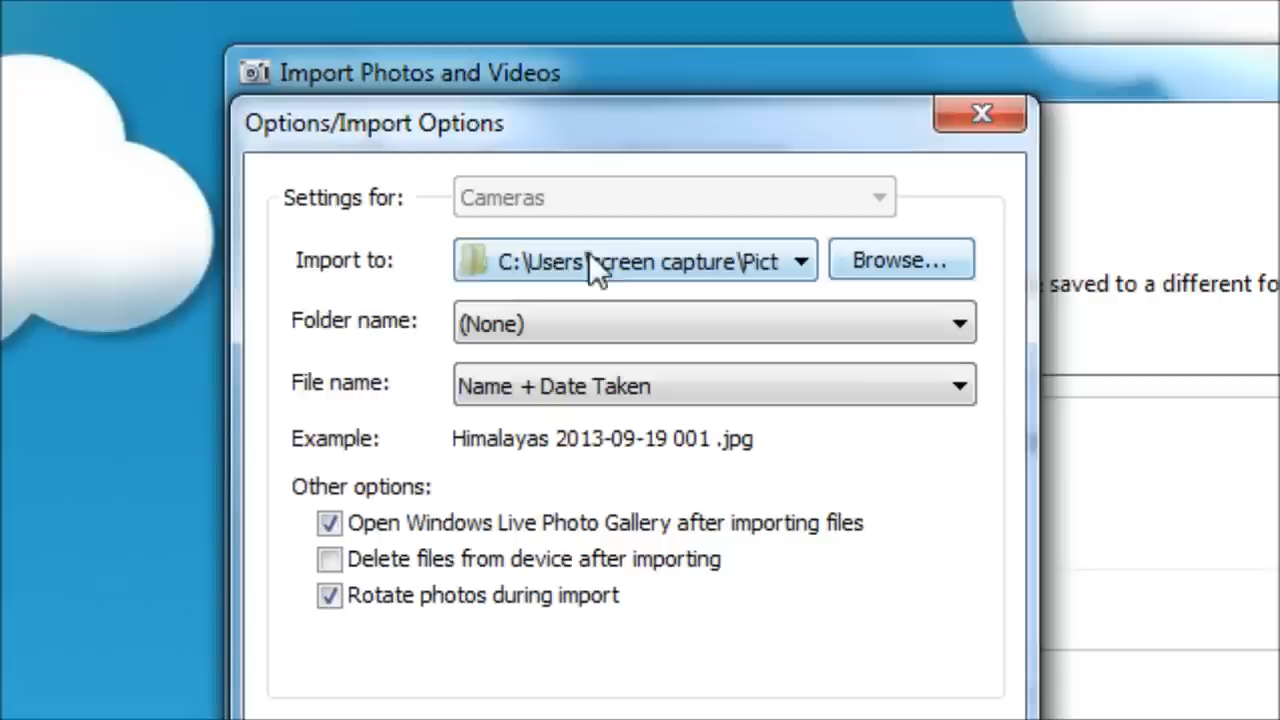 Import Photos and Videos
Options/Import Options
Settings for: Cameras
Import to: C:\Users\screen capture\Pict Browse...
saved to a different fo
Folder name: (None)
File name: Name + Date Taken
Example: Himalayas 2013-09-19 001 .jpg
Other options:
Open Windows Live Photo Gallery after importing files
Delete files from device after importing
Rotate photos during import